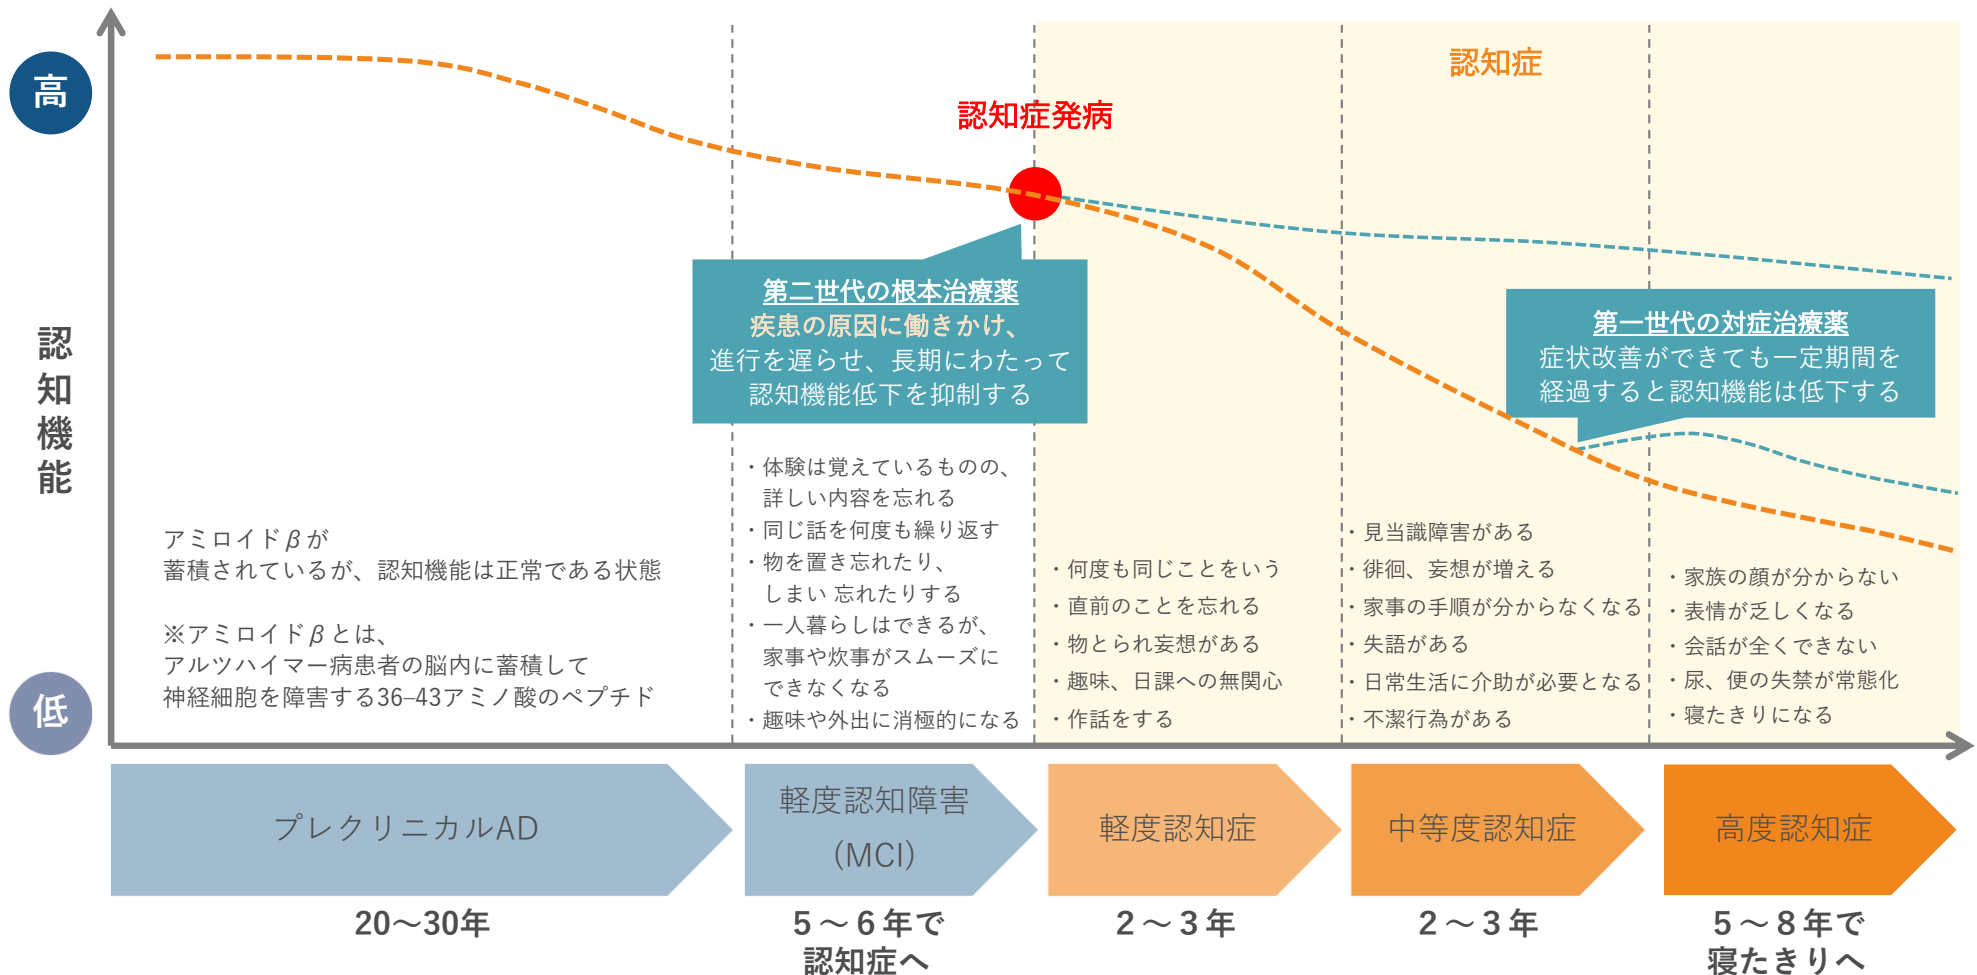 高
認知症
認知症発病
第二世代の根本治療薬
疾患の原因に働きかけ、
進行を遅らせ、長期にわたって
認知機能低下を抑制する
第一世代の対症治療薬
症状改善ができても一定期間を
経過すると認知機能は低下する
認知機能
アミロイドβが
蓄積されているが、認知機能は正常である状態
※アミロイドβとは、
アルツハイマー病患者の脳内に蓄積して
神経細胞を障害する36–43アミノ酸のペプチド
・体験は覚えているものの、
詳しい内容を忘れる
・同じ話を何度も繰り返す
・物を置き忘れたり、
しまい 忘れたりする
・一人暮らしはできるが、
家事や炊事がスムーズに
できなくなる
・趣味や外出に消極的になる
・何度も同じことをいう
・直前のことを忘れる
・物とられ妄想がある
・趣味、日課への無関心
・作話をする
・見当識障害がある
・徘徊、妄想が増える
・家事の手順が分からなくなる
・失語がある
・日常生活に介助が必要となる
・不潔行為がある
・家族の顔が分からない
・表情が乏しくなる
・会話が全くできない
・尿、便の失禁が常態化
・寝たきりになる
低
プレクリニカルAD
軽度認知障害
(MCI)
軽度認知症
中等度認知症
高度認知症
20～30年
５～６年で
認知症へ
２～３年
２～３年
５～８年で
寝たきりへ